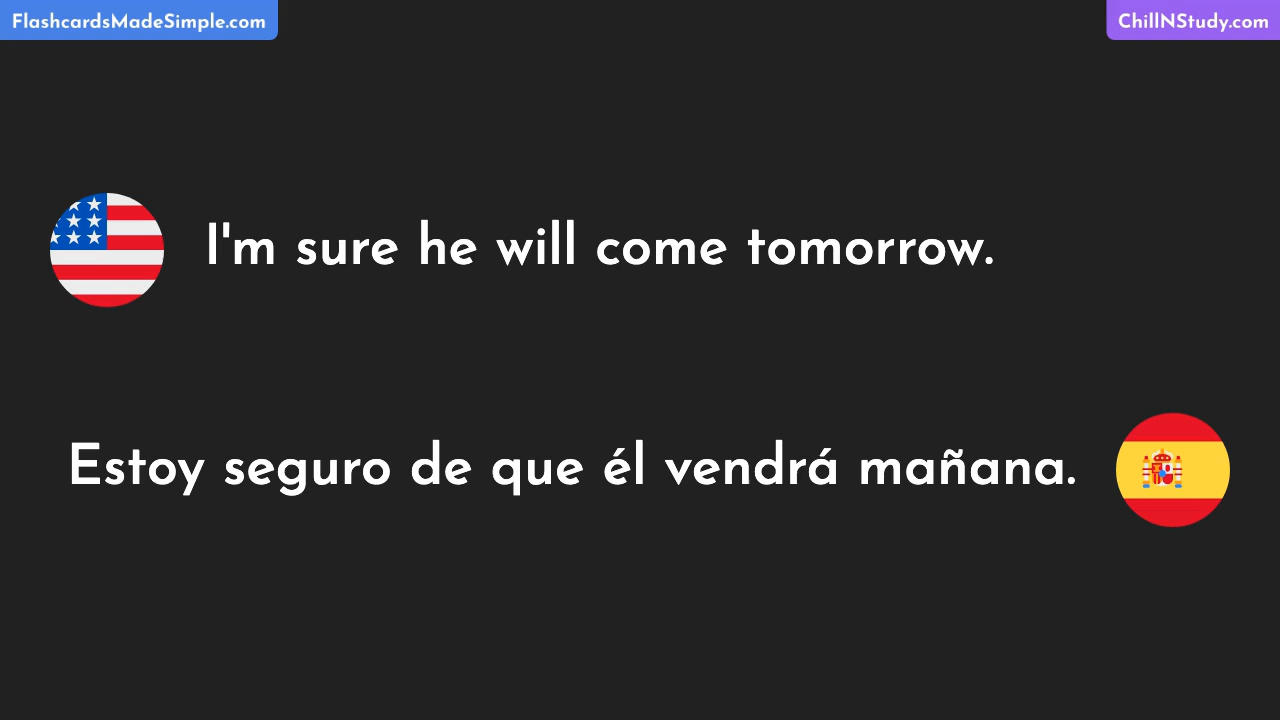 FlashcardsMadeSimple.com
ChillNStudy.com
I'm sure he will come tomorrow.
Estoy seguro de que él vendrá mañana.